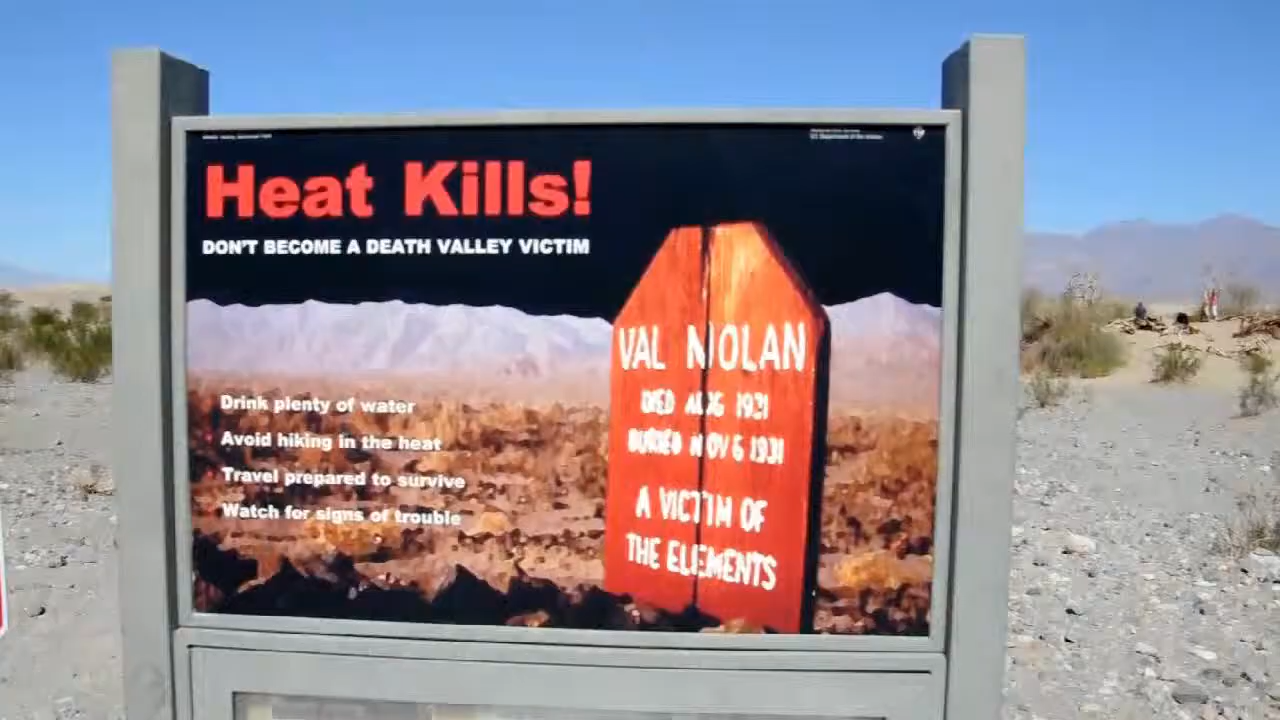 Heat Kills!
DON'T BECOME A DEATH VALLEY VICTIM
Drink plenty of water
Avoid hiking in the heat
Travel prepared to survive
Watch for signs of trouble
VAL NOLAN
DIED AUG 1931
BURIED NOV 6 1931
A VICTIM OF
THE ELEMENTS